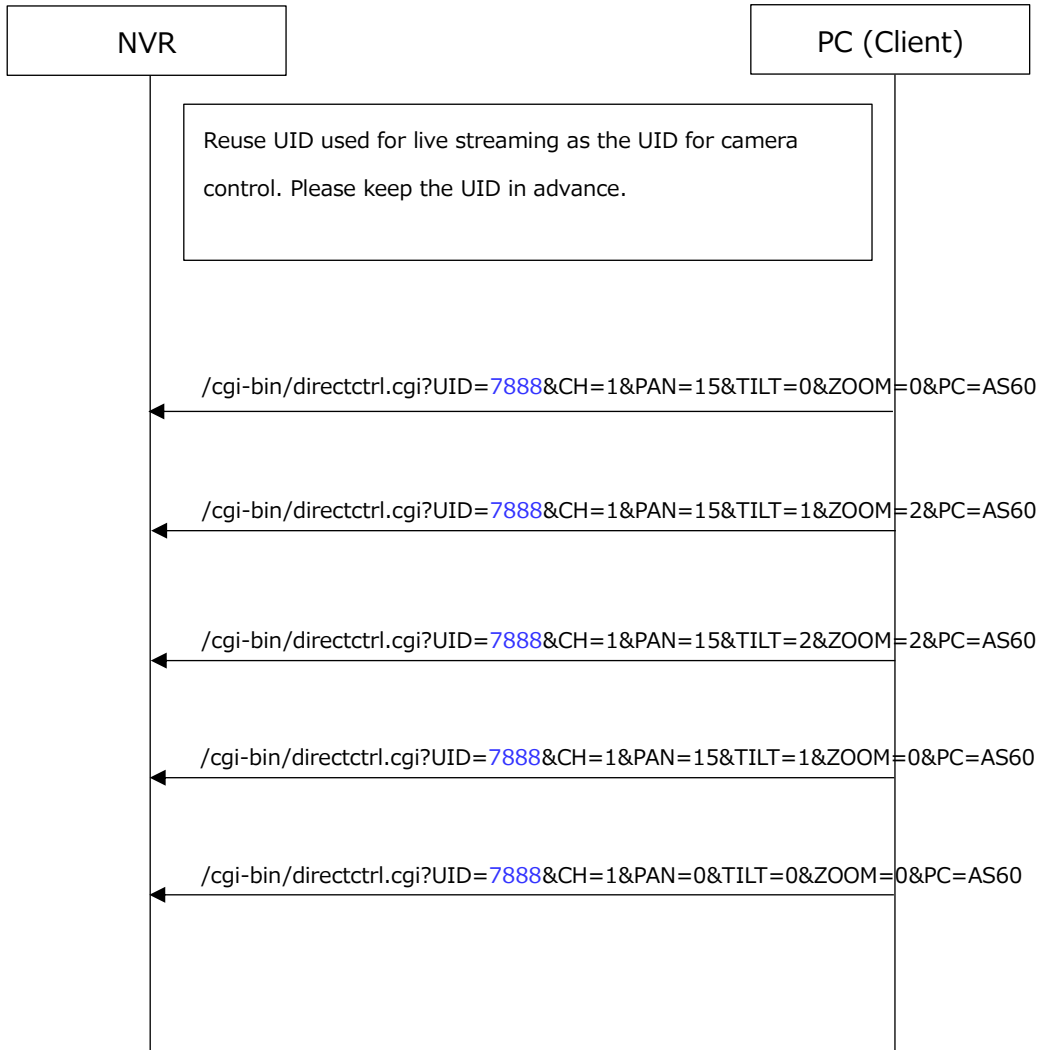 NVR
PC (Client)
Reuse UID used for live streaming as the UID for camera
control. Please keep the UID in advance.
/cgi-bin/directctrl.cgi?UID=7888&CH=1&PAN=15&TILT=0&ZOOM=0&PC=AS60
/cgi-bin/directctrl.cgi?UID=7888&CH=1&PAN=15&TILT=1&ZOOM=2&PC=AS60
/cgi-bin/directctrl.cgi?UID=7888&CH=1&PAN=15&TILT=2&ZOOM=2&PC=AS60
/cgi-bin/directctrl.cgi?UID=7888&CH=1&PAN=15&TILT=1&ZOOM=0&PC=AS60
/cgi-bin/directctrl.cgi?UID=7888&CH=1&PAN=0&TILT=0&ZOOM=0&PC=AS60